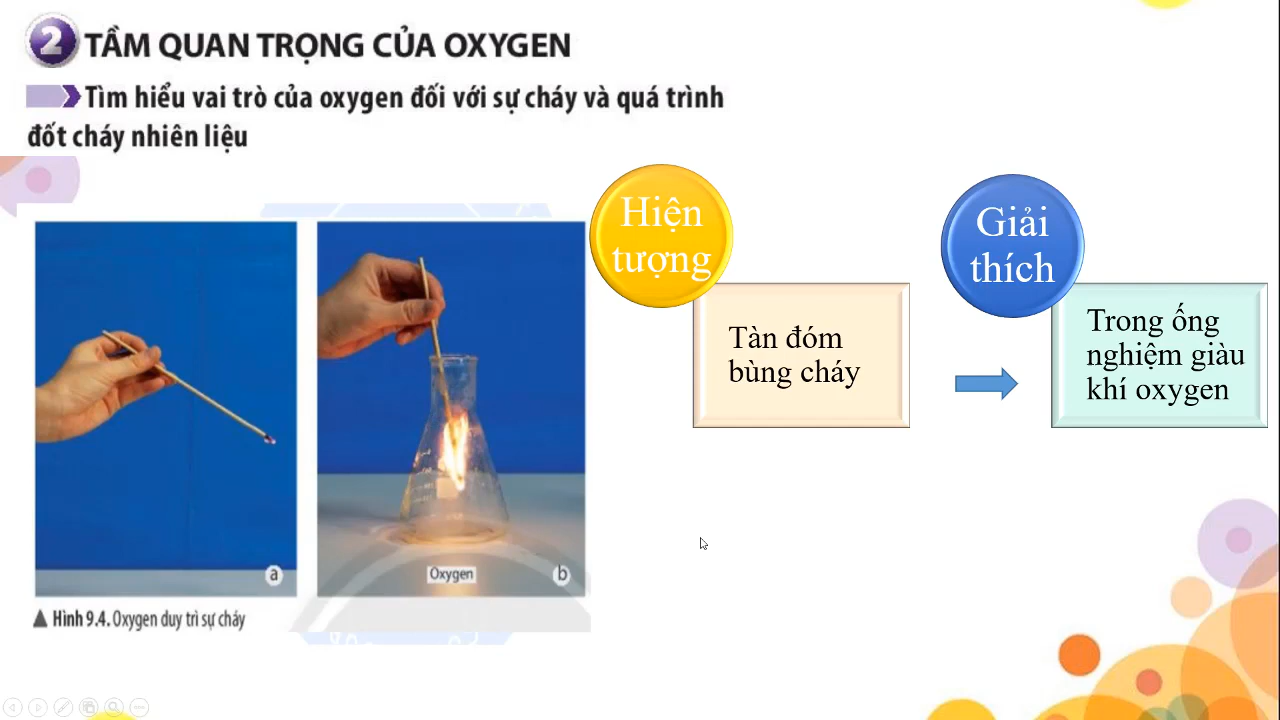 2 TẦM QUAN TRỌNG CỦA OXYGEN
Tìm hiểu vai trò của oxygen đối với sự cháy và quá trình
đốt cháy nhiên liệu
Hiện
tượng
Tàn đóm
bùng cháy
Giải
thích
Trong ống
nghiệm giàu
khí oxygen
a
Oxygen
b
Hình 9.4. Oxygen duy trì sự cháy